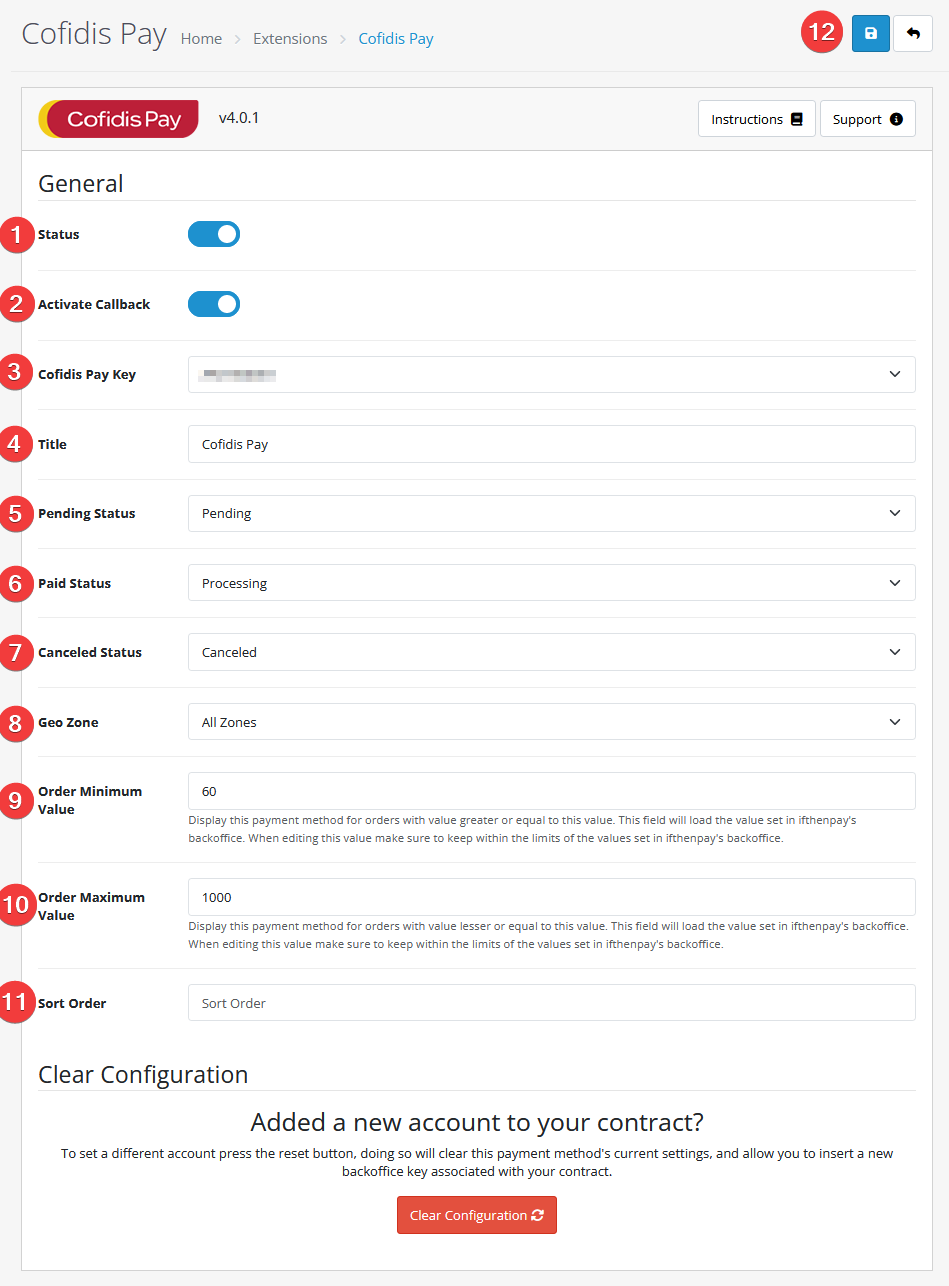 Cofidis Pay Home > Extensions > Cofidis Pay 12
Cofidis Pay v4.0.1 Instructions Support
General
1 Status
2 Activate Callback
3 Cofidis Pay Key
4 Title Cofidis Pay
5 Pending Status Pending
6 Paid Status Processing
7 Canceled Status Canceled
8 Geo Zone All Zones
9 Order Minimum Value 60
Display this payment method for orders with value greater or equal to this value. This field will load the value set in ifthenpay's
backoffice. When editing this value make sure to keep within the limits of the values set in ifthenpay's backoffice.
10 Order Maximum Value 1000
Display this payment method for orders with value lesser or equal to this value. This field will load the value set in ifthenpay's backoffice.
When editing this value make sure to keep within the limits of the values set in ifthenpay's backoffice.
11 Sort Order Sort Order
Clear Configuration
Added a new account to your contract?
To set a different account press the reset button, doing so will clear this payment method's current settings, and allow you to insert a new
backoffice key associated with your contract.
Clear Configuration